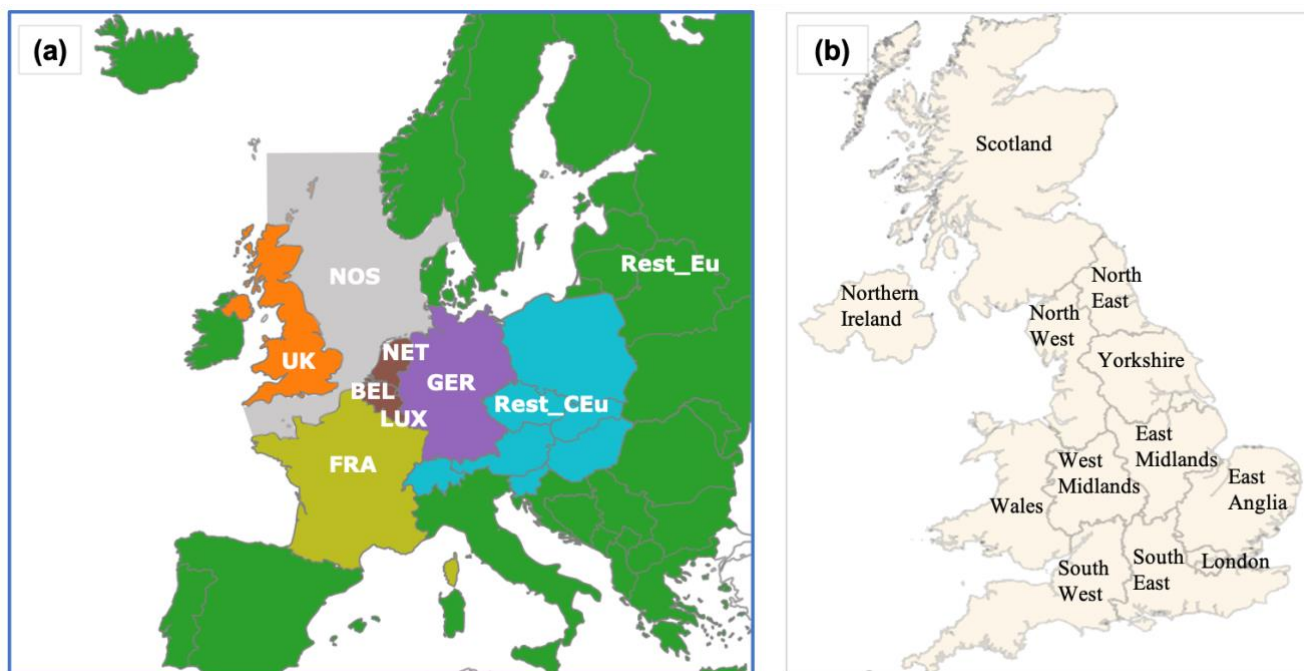 (a)
Rest_Eu
NOS
UK
NET
GER
BEL
LUX
Rest_CEu
FRA
(b)
Scotland
Northern
Ireland
North
East
North
West
Yorkshire
East
Midlands
West
Midlands
East
Anglia
Wales
London
South
East
South
West